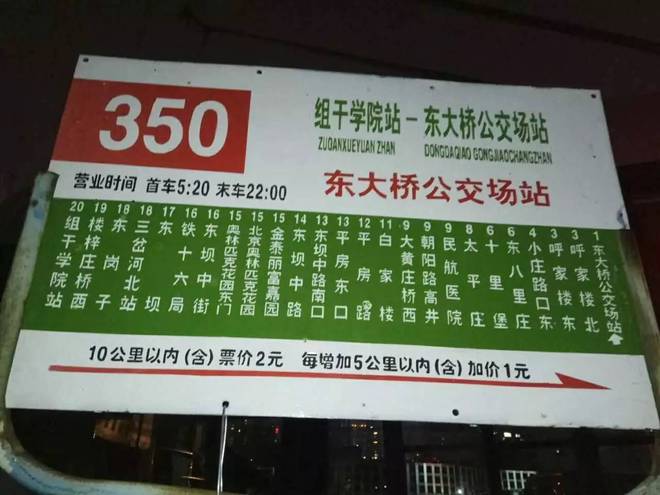 350
组干学院站－东大桥公交场站
ZUOANXUEYUAN ZHAN DONGDAQIAO GONGJIAOCHANGZHAN
营业时间 首车5:20 末车22:00
东大桥公交场站
20 组干学院站
19 楼梓庄桥西
18 东岗子
18 三岔河北站
17 东坝
16 铁十六局
16 东坝中街
15 奥林匹克花园东门
15 北京奥林匹克花园
15 金泰丽富嘉园
14 东坝中路
13 东坝中路南口
13 平房东口
12 平房路
11 白家楼
9 大黄庄桥西
9 朝阳路高井
9 民航医院
8 太平庄
6 十里堡
6 东八里庄
4 小庄路口东
3 呼家楼东
3 呼家楼北
1 东大桥公交场站
10公里以内(含)票价2元 每增加5公里以内(含)加价1元